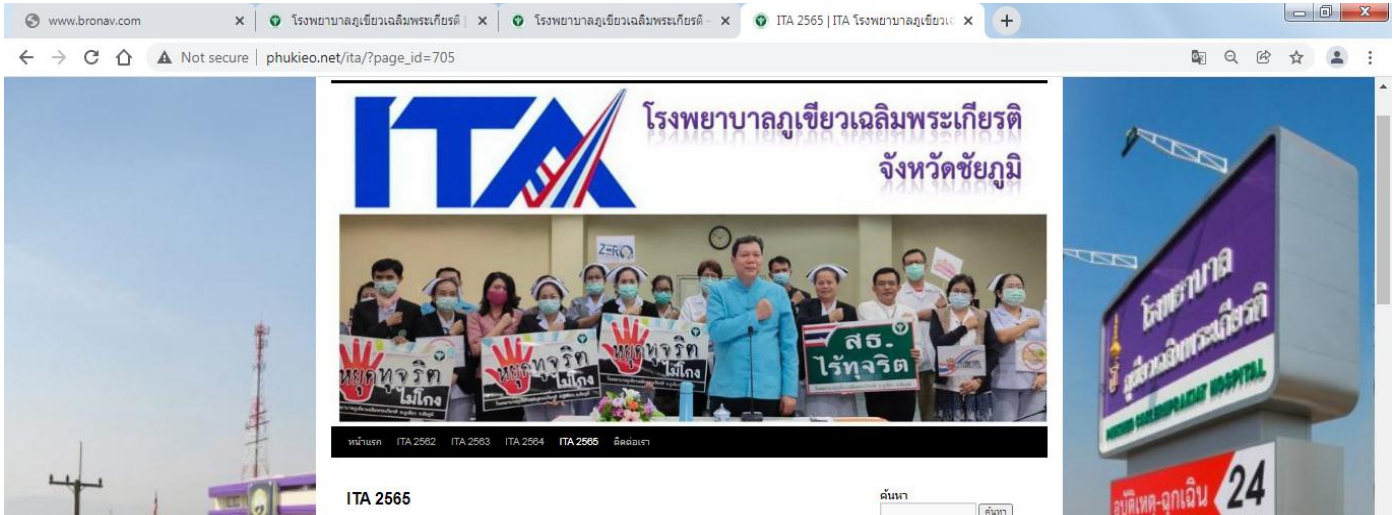 www.bronav.com
โรงพยาบาลภูเขียวเฉลิมพระเกียรติ |
โรงพยาบาลภูเขียวเฉลิมพระเกียรติ –
ITA 2565 | ITA โรงพยาบาลภูเขียวเ
Not secure phukieo.net/ita/?page_id=705
ITA
โรงพยาบาลภูเขียวเฉลิมพระเกียรติ
จังหวัดชัยภูมิ
ZERO
หยุดทุจริต
ไม่โกง
หยุดทุจริต
ไม่โกง
หยุดทุจริต
ไม่โกง
สธ.
ไร้ทุจริต
หน้าแรก ITA 2562 ITA 2563 ITA 2564 ITA 2565 ติดต่อเรา
ITA 2565
ค้นหา
ค้นหา
โรงพยาบาล
ภูเขียวเฉลิมพระเกียรติ
HOSPITAL
อุบัติเหตุ-ฉุกเฉิน 24